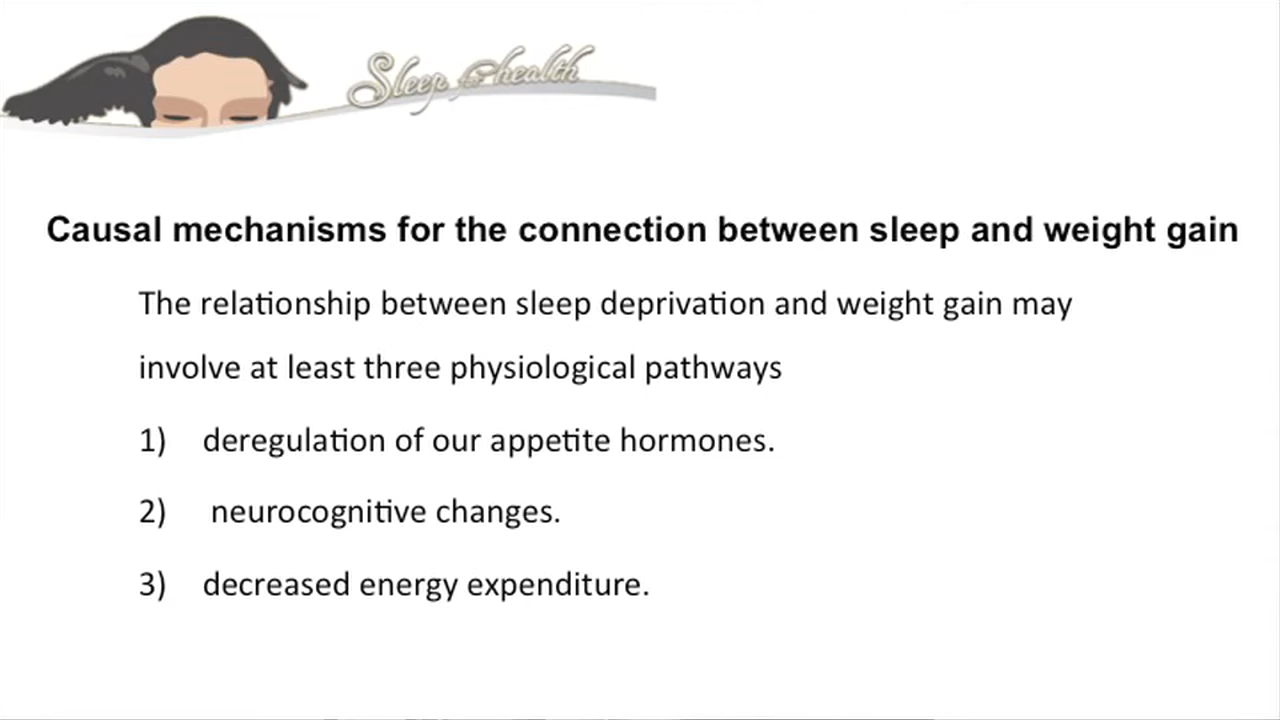 Sleep for health
Causal mechanisms for the connection between sleep and weight gain
The relationship between sleep deprivation and weight gain may
involve at least three physiological pathways
1) deregulation of our appetite hormones.
2) neurocognitive changes.
3) decreased energy expenditure.